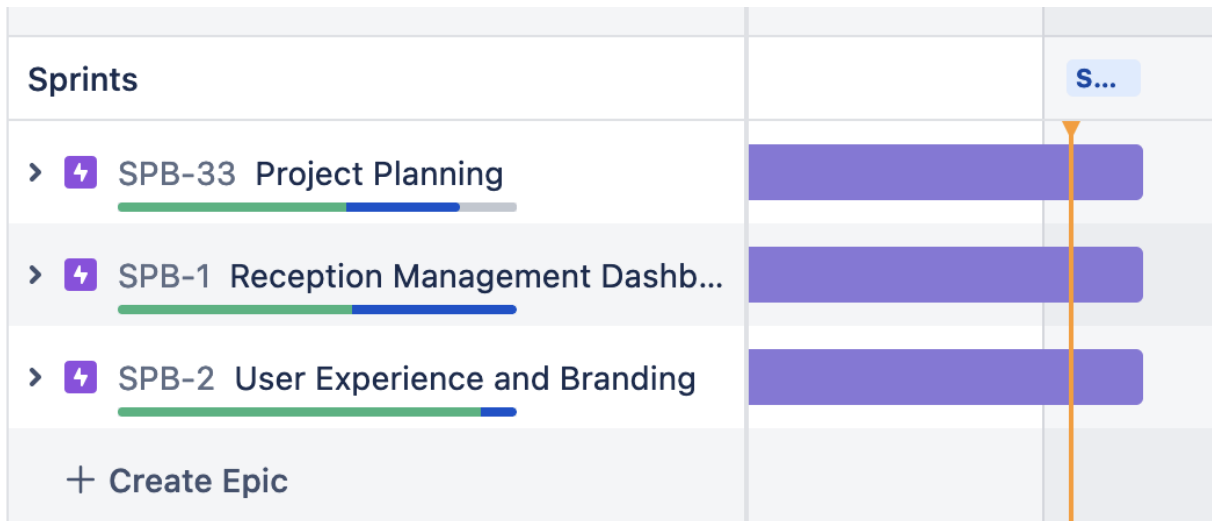 Sprints
S...
SPB-33 Project Planning
SPB-1 Reception Management Dashb...
SPB-2 User Experience and Branding
+ Create Epic